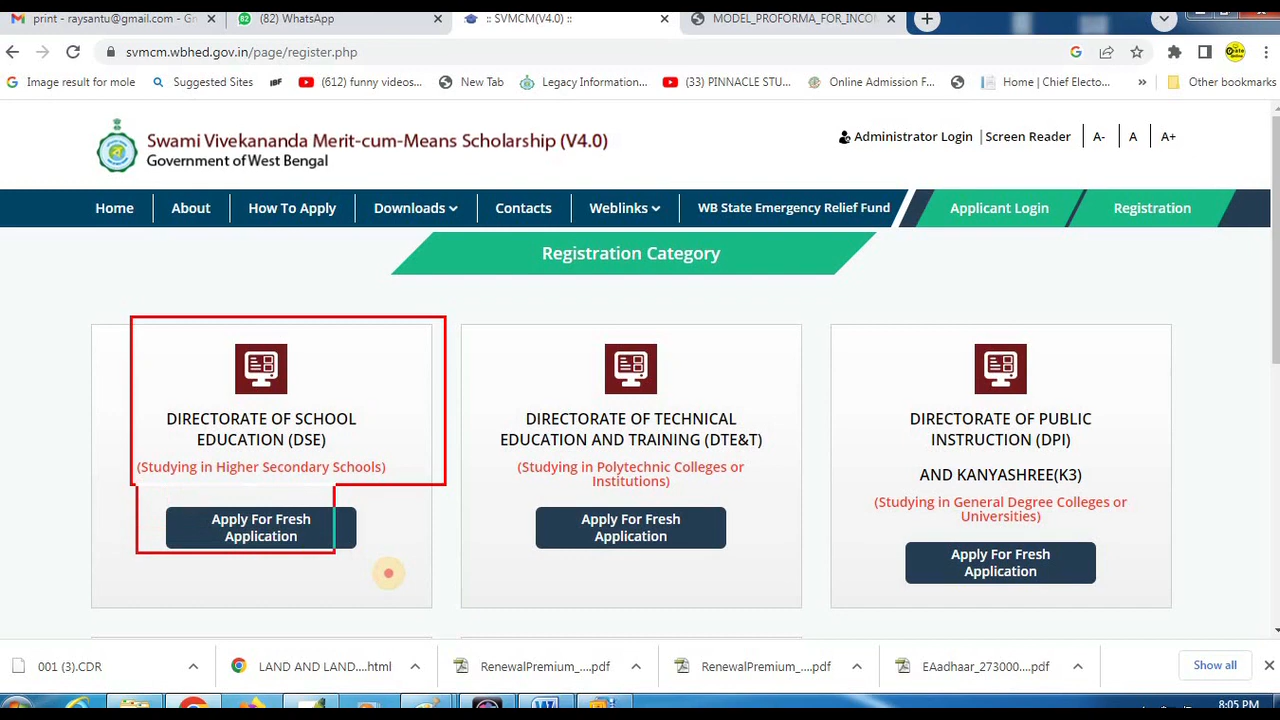 print - raysantu@gmail.com - G
(82) WhatsApp
:: SVMCM(V4.0) ::
MODEL_PROFORMA_FOR_INCO
svmcm.wbhed.gov.in/page/register.php
Image result for mole
Suggested Sites
(612) funny videos...
New Tab
Legacy Information...
(33) PINNACLE STU...
Online Admission F...
Home | Chief Electo...
»
Other bookmarks
Swami Vivekananda Merit-cum-Means Scholarship (V4.0)
Government of West Bengal
Administrator Login | Screen Reader
A-
A
A+
Home
About
How To Apply
Downloads
Contacts
Weblinks
WB State Emergency Relief Fund
Applicant Login
Registration
Registration Category
DIRECTORATE OF SCHOOL
EDUCATION (DSE)
(Studying in Higher Secondary Schools)
Apply For Fresh
Application
DIRECTORATE OF TECHNICAL
EDUCATION AND TRAINING (DTE&T)
(Studying in Polytechnic Colleges or
Institutions)
Apply For Fresh
Application
DIRECTORATE OF PUBLIC
INSTRUCTION (DPI)
AND KANYASHREE(K3)
(Studying in General Degree Colleges or
Universities)
Apply For Fresh
Application
001 (3).CDR
LAND AND LAND....html
RenewalPremium_....pdf
RenewalPremium_....pdf
EAadhaar_273000....pdf
Show all
8:05 PM